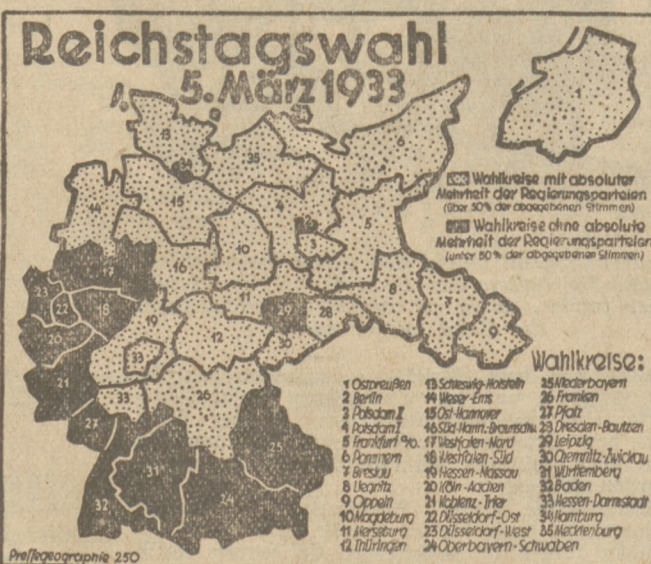 Reichstagswahl
5. März 1933
Wahlkreise mit absoluter
Mehrheit der Regierungsparteien
(über 50% der abgegebenen Stimmen)
Wahlkreise ohne absolute
Mehrheit der Regierungsparteien
(unter 50% der abgegebenen Stimmen)
Wahlkreise:
1 Ostpreußen
2 Berlin
3 Potsdam II
4 Potsdam I
5 Frankfurt %o.
6 Pommern
7 Breslau
8 Liegnitz
9 Oppeln
10 Magdeburg
11 Merseburg
12 Thüringen
13 Schleswig-Holstein
14 Weser-Ems
15 Ost-Hannover
16 Süd-Hann.-Braunschw.
17 Westfalen-Nord
18 Westfalen-Süd
19 Hessen-Nassau
20 Köln-Aachen
21 Koblenz-Trier
22 Düsseldorf-Ost
23 Düsseldorf-West
24 Oberbayern-Schwaben
25 Niederbayern
26 Franken
27 Pfalz
28 Dresden-Bautzen
29 Leipzig
30 Chemnitz-Zwickau
31 Württemberg
32 Baden
33 Hessen-Darmstadt
34 Hamburg
35 Mecklenburg
Pressegeographie 250